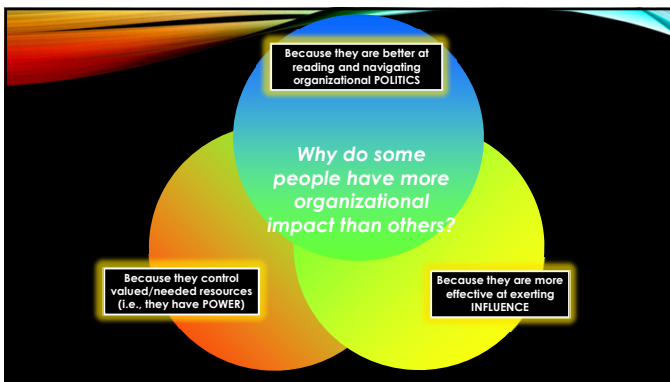 Because they are better at
reading and navigating
organizational POLITICS
Why do some
people have more
organizational
impact than others?
Because they control
valued/needed resources
(i.e., they have POWER)
Because they are more
effective at exerting
INFLUENCE